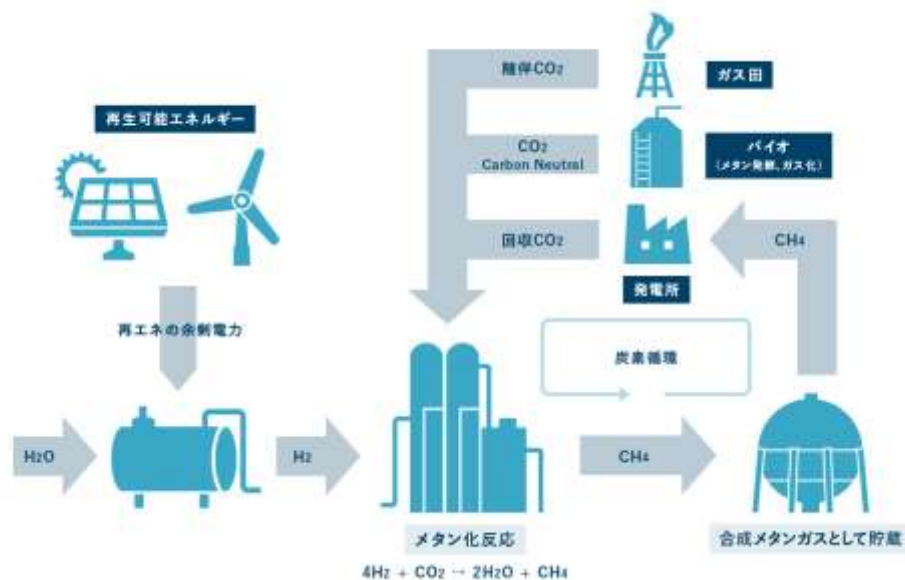 随伴CO2
ガス田
再生可能エネルギー
CO2
Carbon Neutral
バイオ
(メタン発酵、ガス化)
回収CO2
CH4
発電所
再エネの余剰電力
炭素循環
H2O
H2
CH4
メタン化反応
合成メタンガスとして貯蔵
4H2 + CO2 → 2H2O + CH4